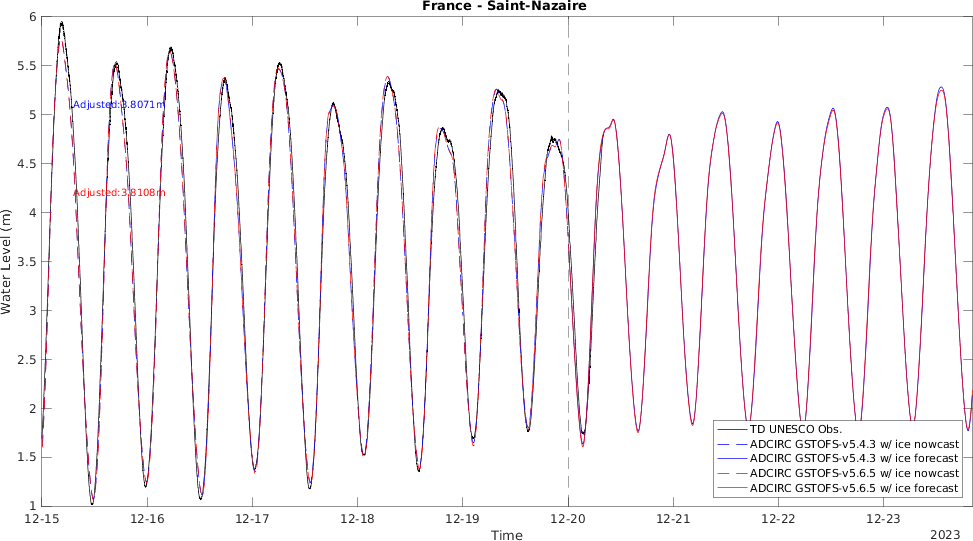 France - Saint-Nazaire
6
5.5
5
4.5
4
3.5
3
2.5
2
1.5
1
Water Level (m)
Adjusted:3.8071m
Adjusted:3.8108m
TD UNESCO Obs.
ADCIRC GSTOFS-v5.4.3 w/ ice nowcast
ADCIRC GSTOFS-v5.4.3 w/ ice forecast
ADCIRC GSTOFS-v5.6.5 w/ ice nowcast
ADCIRC GSTOFS-v5.6.5 w/ ice forecast
12-15 12-16 12-17 12-18 12-19 12-20 12-21 12-22 12-23
Time
2023